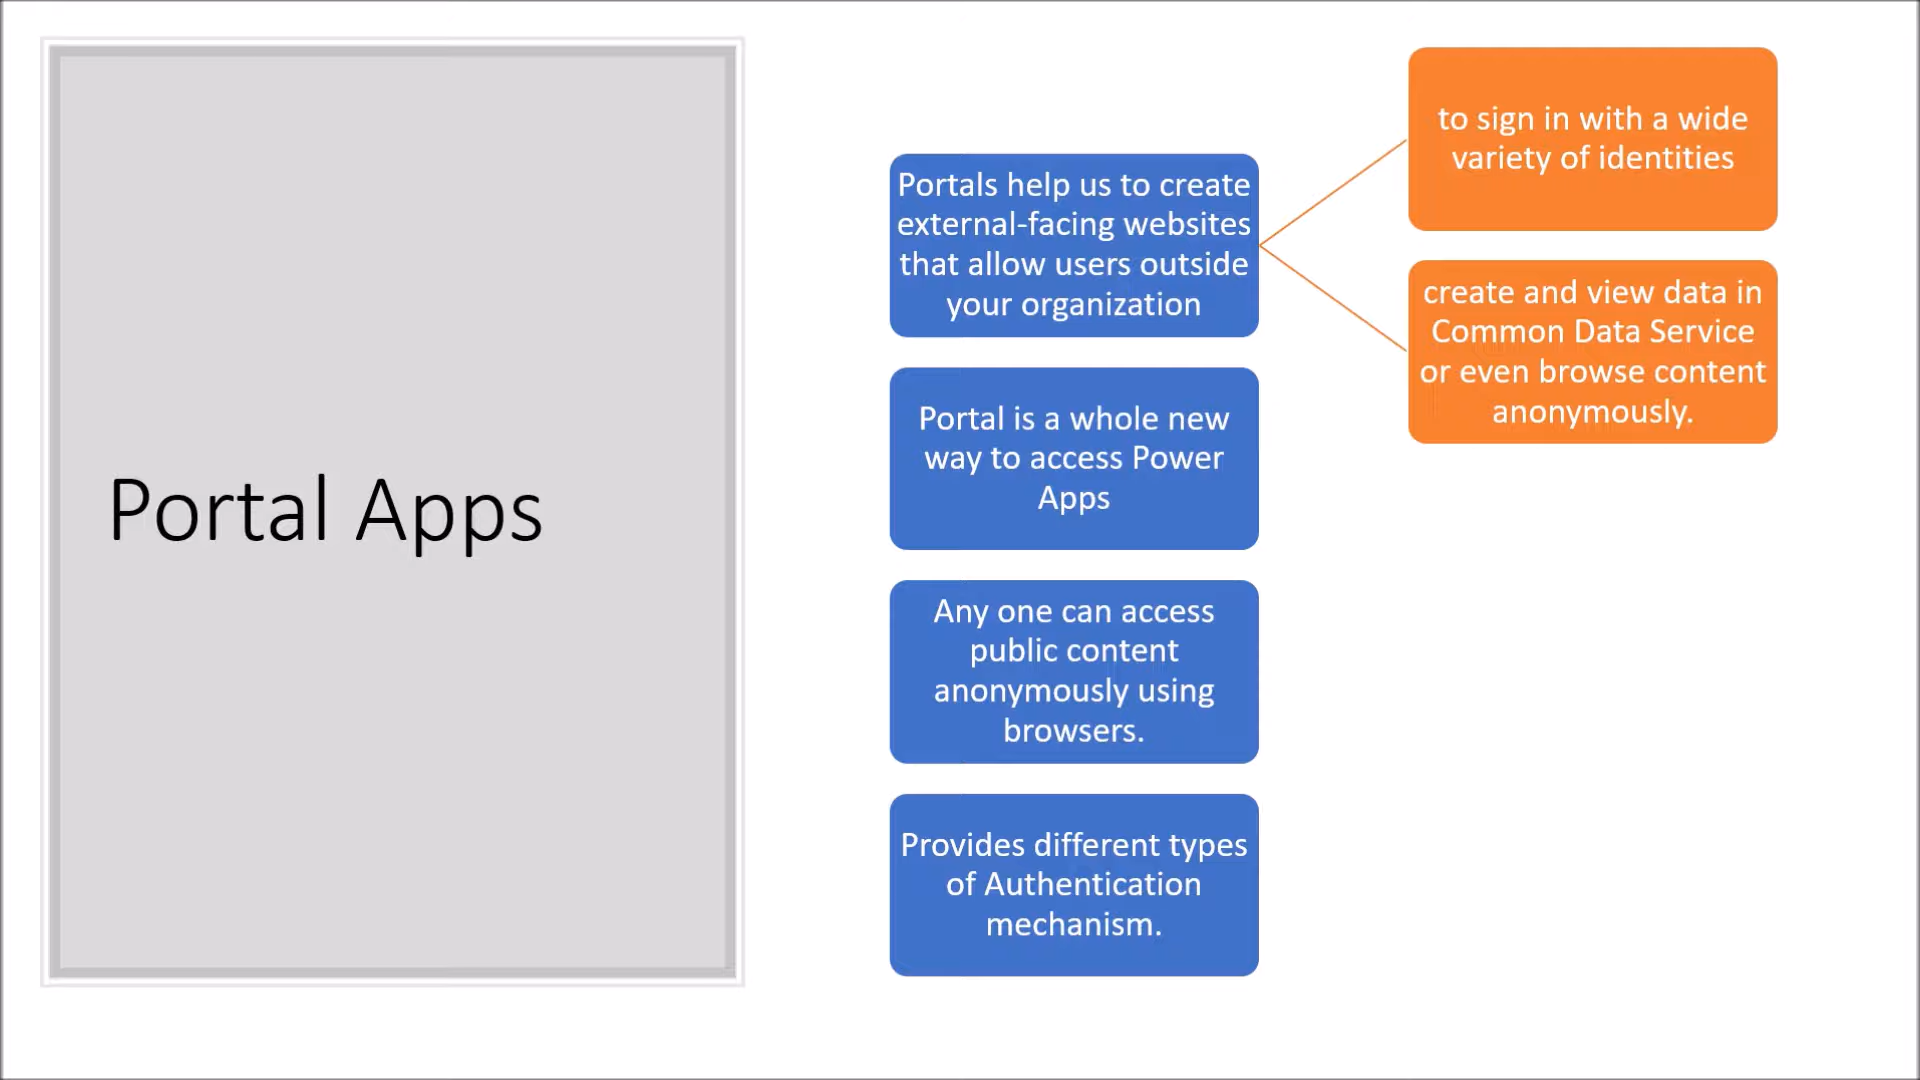 Portal Apps
Portals help us to create
external-facing websites
that allow users outside
your organization
to sign in with a wide
variety of identities
create and view data in
Common Data Service
or even browse content
anonymously.
Portal is a whole new
way to access Power
Apps
Any one can access
public content
anonymously using
browsers.
Provides different types
of Authentication
mechanism.